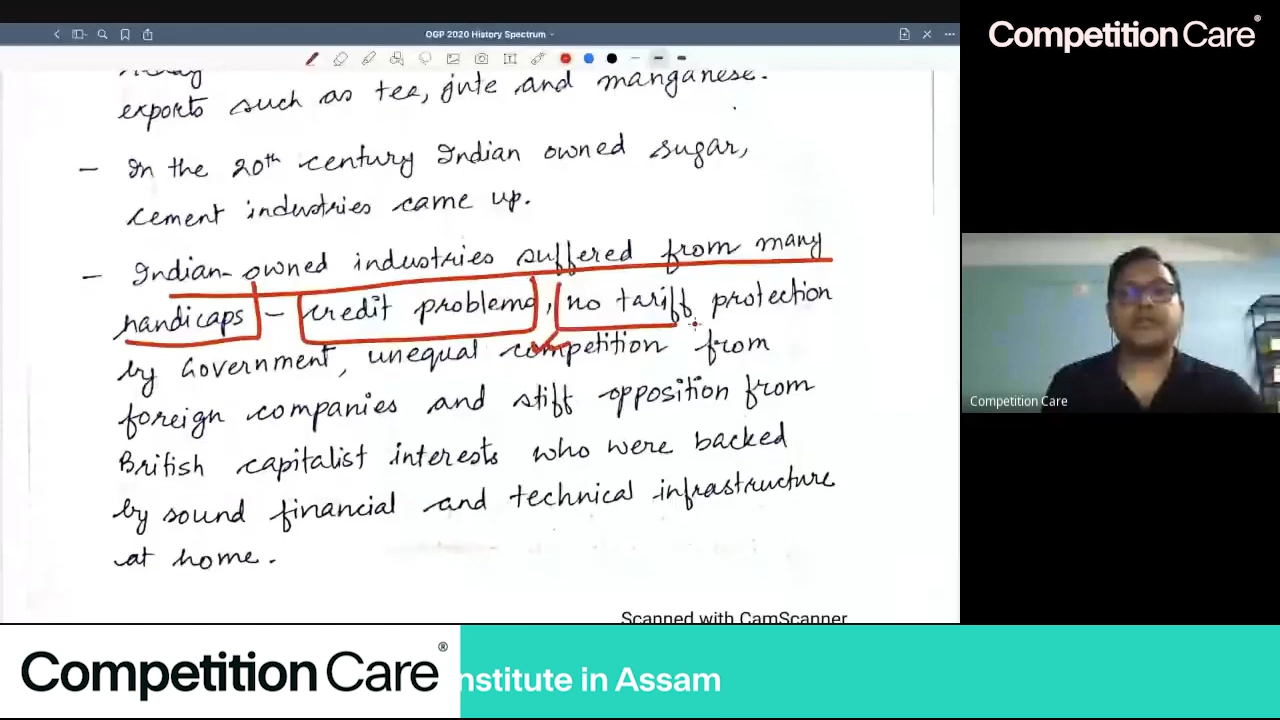 Competition Care®
OGP 2020 History Spectrum
exports such as tea, jute and manganese.
- In the 20th century Indian owned sugar,
cement industries came up.
- Indian-owned industries suffered from many
handicaps - credit problems, no tariff protection
by Government, unequal competition from
foreign companies and stiff opposition from
British capitalist interests who were backed
by sound financial and technical infrastructure
at home.
Scanned with CamScanner
Competition Care
Competition Care®
nstitute in Assam